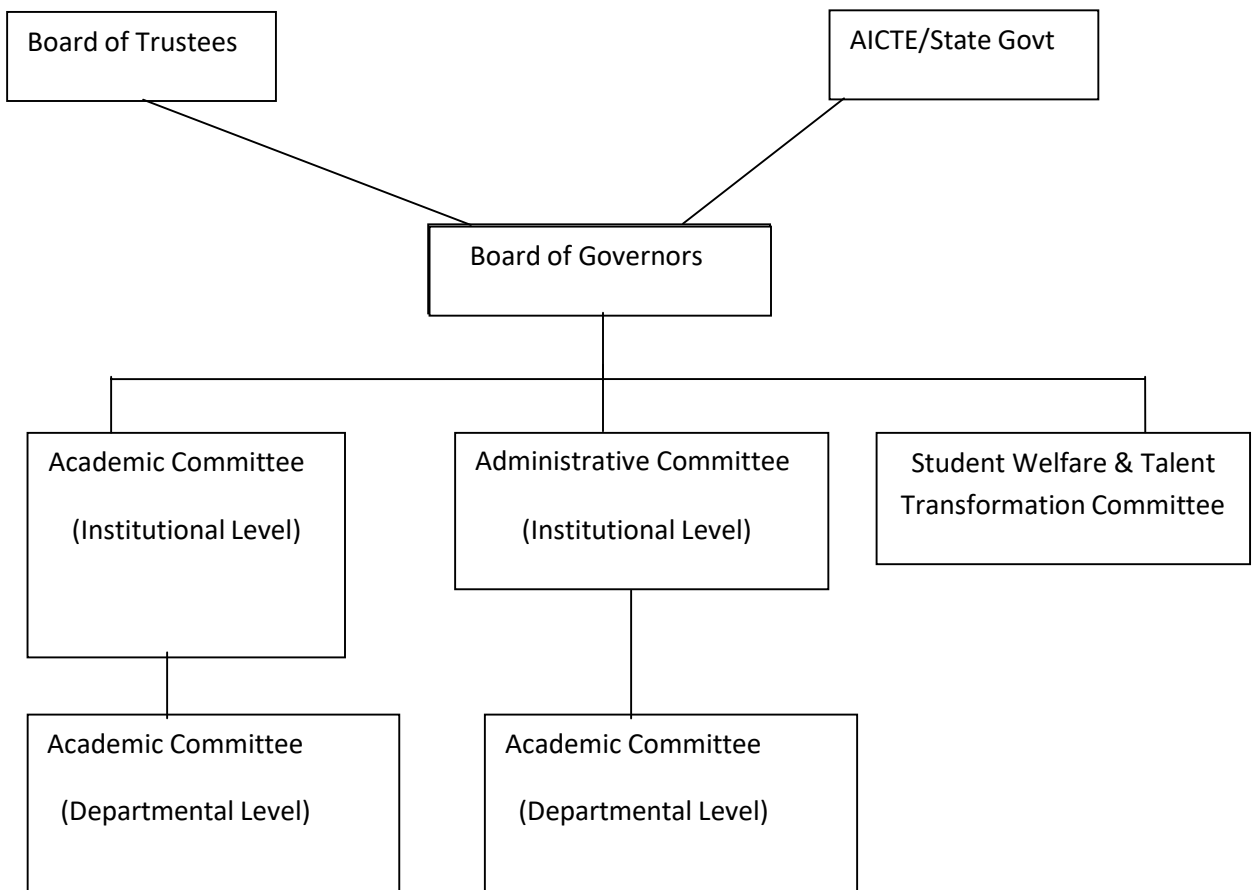 Board of Trustees
AICTE/State Govt
Board of Governors
Academic Committee
(Institutional Level)
Administrative Committee
(Institutional Level)
Student Welfare & Talent
Transformation Committee
Academic Committee
(Departmental Level)
Academic Committee
(Departmental Level)